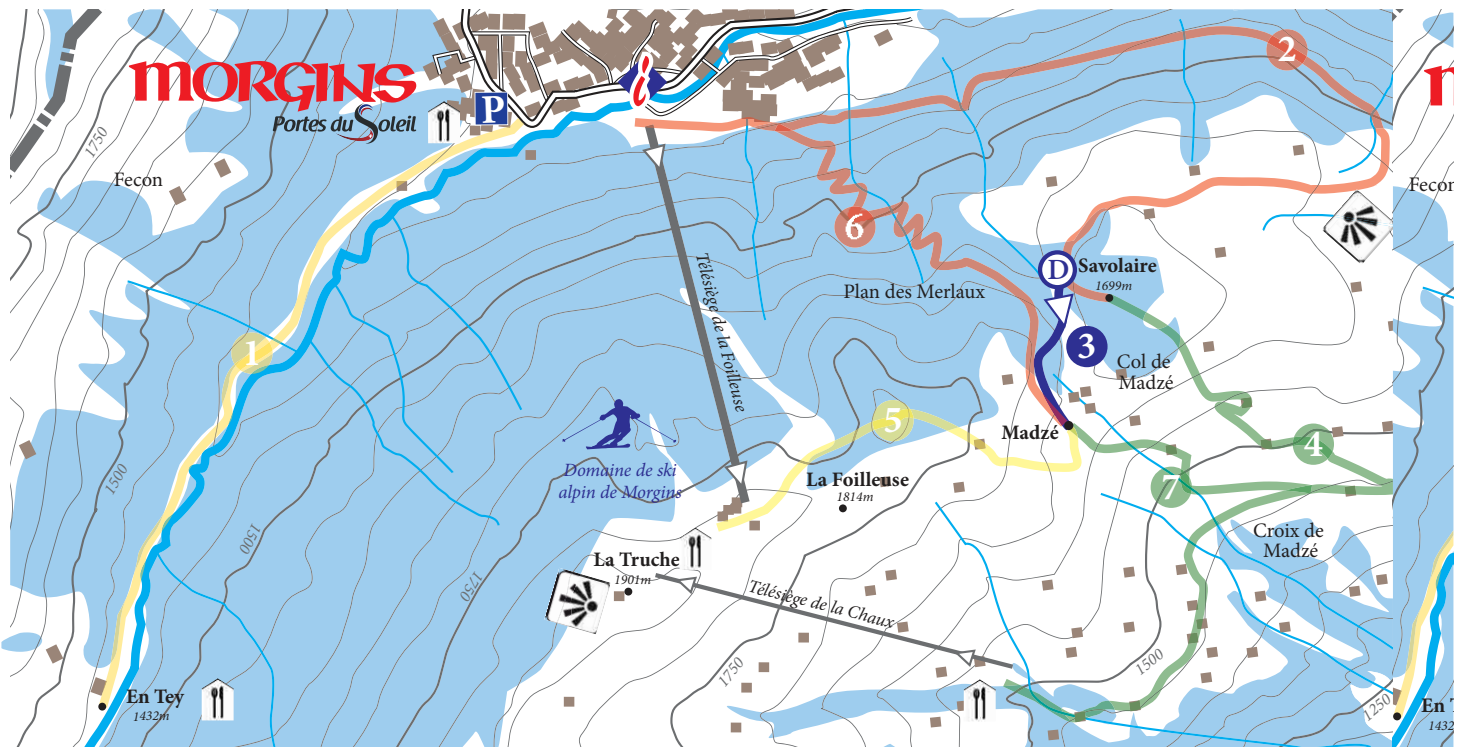 MORGINS
Portes du Soleil
P
i
2
1750
Fecon
Fecon
6
D
Savolaire
1699m
Plan des Merlaux
Télésiège de la Foilleuse
1
3
Col de
Madzé
5
Madzé
4
Domaine de ski
alpin de Morgins
La Foilleuse
1814m
7
1500
1500
Croix de
Madzé
La Truche
1901m
1750
Télésiège de la Chaux
1750
1500
En Tey
1432m
1250
En T
1432